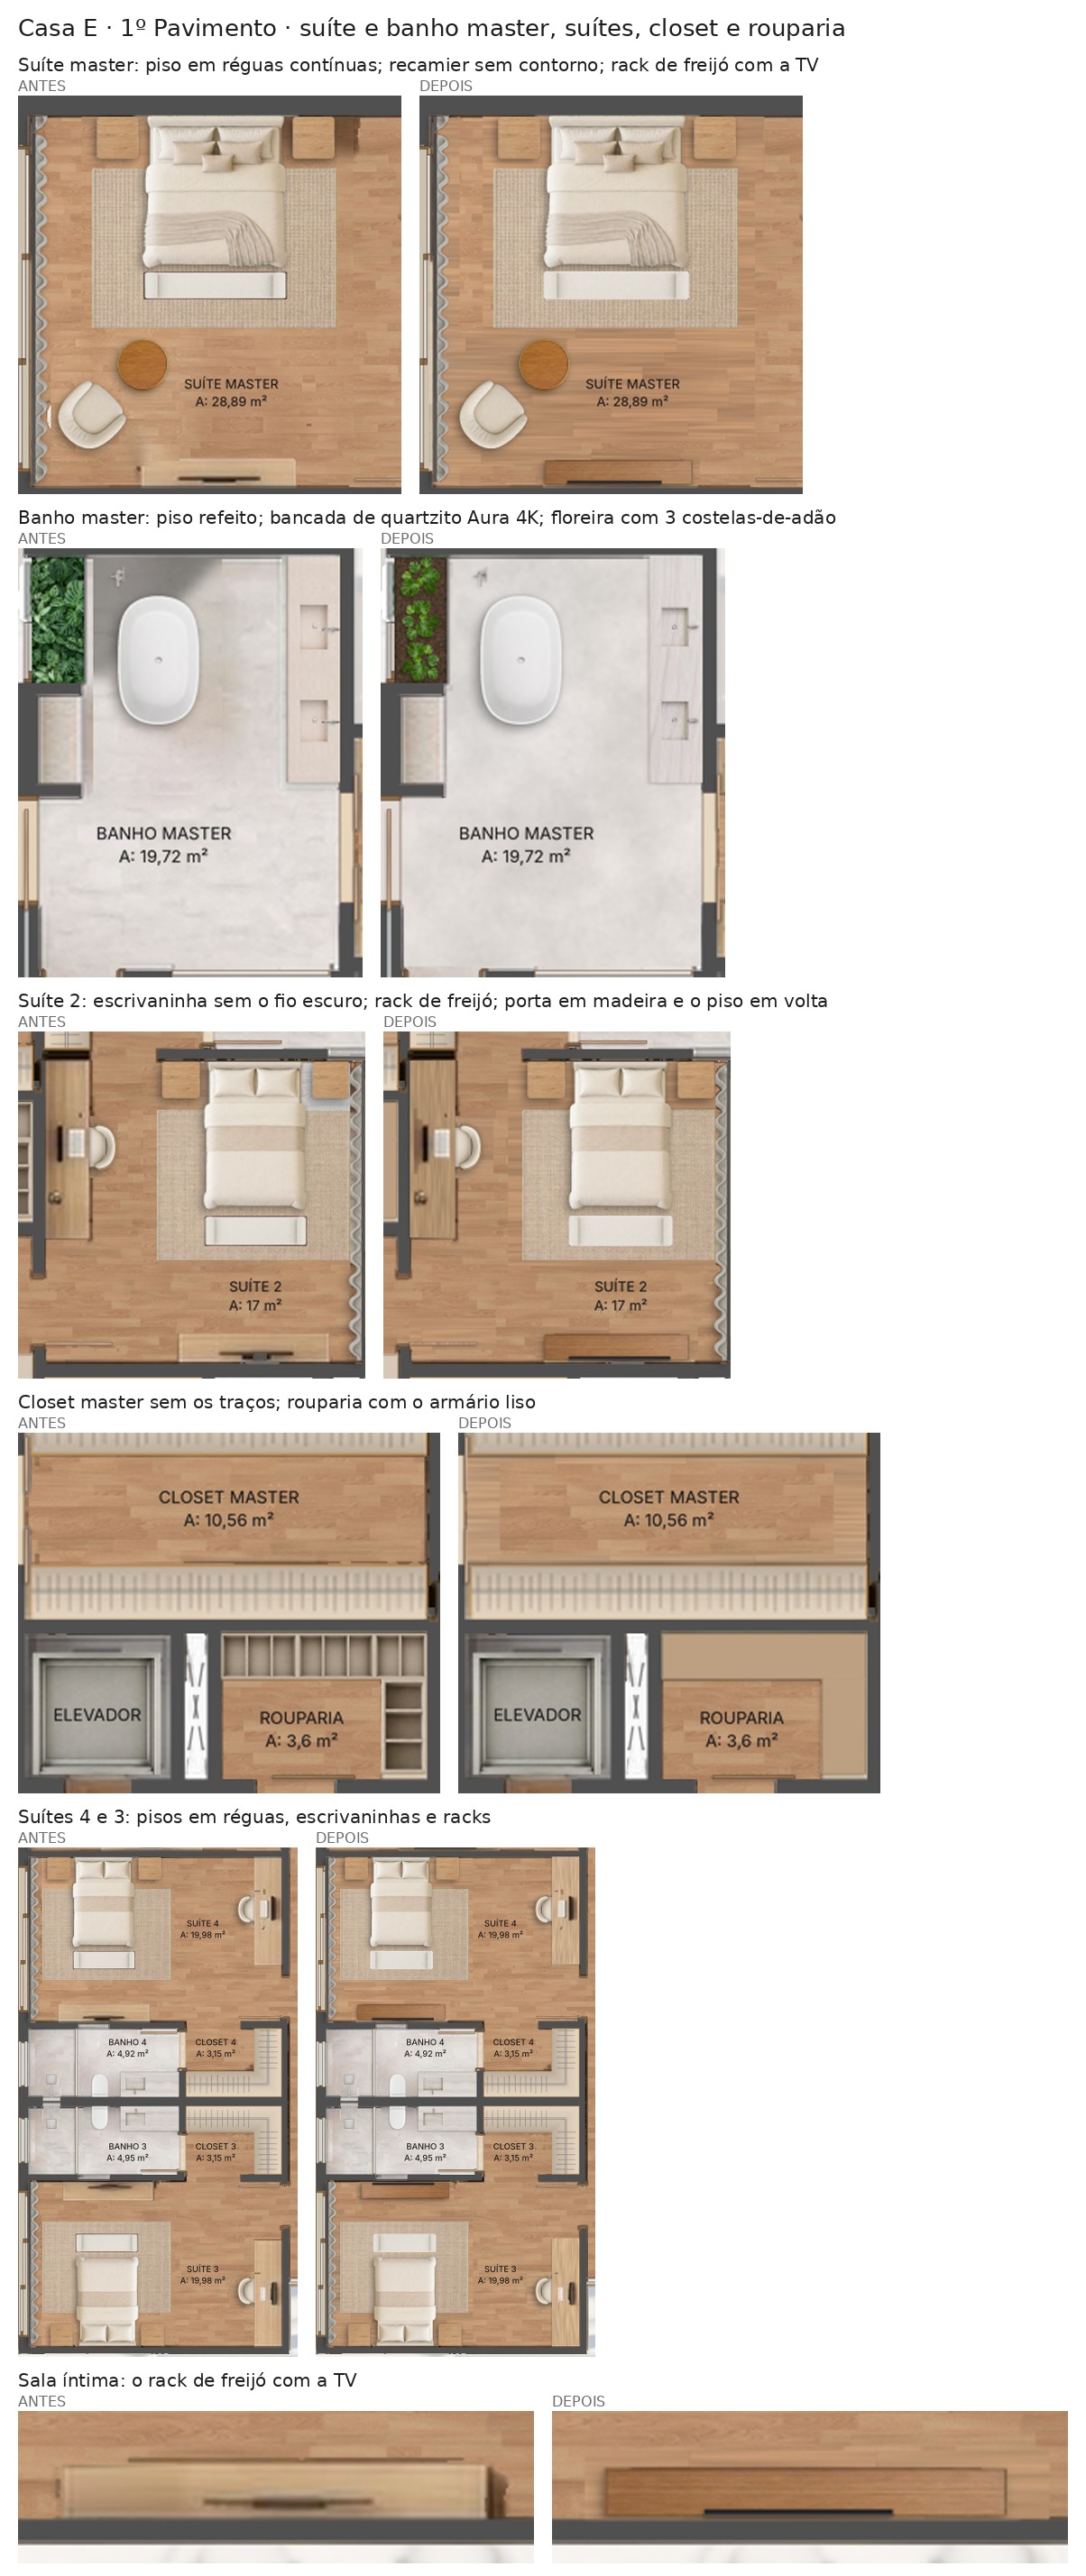 Casa E · 1º Pavimento · suíte e banho master, suítes, closet e rouparia
Suíte master: piso em réguas contínuas; recamier sem contorno; rack de freijó com a TV
ANTES
DEPOIS
SUÍTE MASTER
A: 28,89 m²
SUÍTE MASTER
A: 28,89 m²
Banho master: piso refeito; bancada de quartzito Aura 4K; floreira com 3 costelas-de-adão
ANTES
DEPOIS
BANHO MASTER
A: 19,72 m²
BANHO MASTER
A: 19,72 m²
Suíte 2: escrivaninha sem o fio escuro; rack de freijó; porta em madeira e o piso em volta
ANTES
DEPOIS
SUÍTE 2
A: 17 m²
SUÍTE 2
A: 17 m²
Closet master sem os traços; rouparia com o armário liso
ANTES
DEPOIS
CLOSET MASTER
A: 10,56 m²
ELEVADOR
ROUPARIA
A: 3,6 m²
CLOSET MASTER
A: 10,56 m²
ELEVADOR
ROUPARIA
A: 3,6 m²
Suítes 4 e 3: pisos em réguas, escrivaninhas e racks
ANTES
DEPOIS
SUÍTE 4
A: 19,98 m²
BANHO 4
A: 4,92 m²
CLOSET 4
A: 3,15 m²
BANHO 3
A: 4,95 m²
CLOSET 3
A: 3,15 m²
SUÍTE 3
A: 19,98 m²
SUÍTE 4
A: 19,98 m²
BANHO 4
A: 4,92 m²
CLOSET 4
A: 3,15 m²
BANHO 3
A: 4,95 m²
CLOSET 3
A: 3,15 m²
SUÍTE 3
A: 19,98 m²
Sala íntima: o rack de freijó com a TV
ANTES
DEPOIS